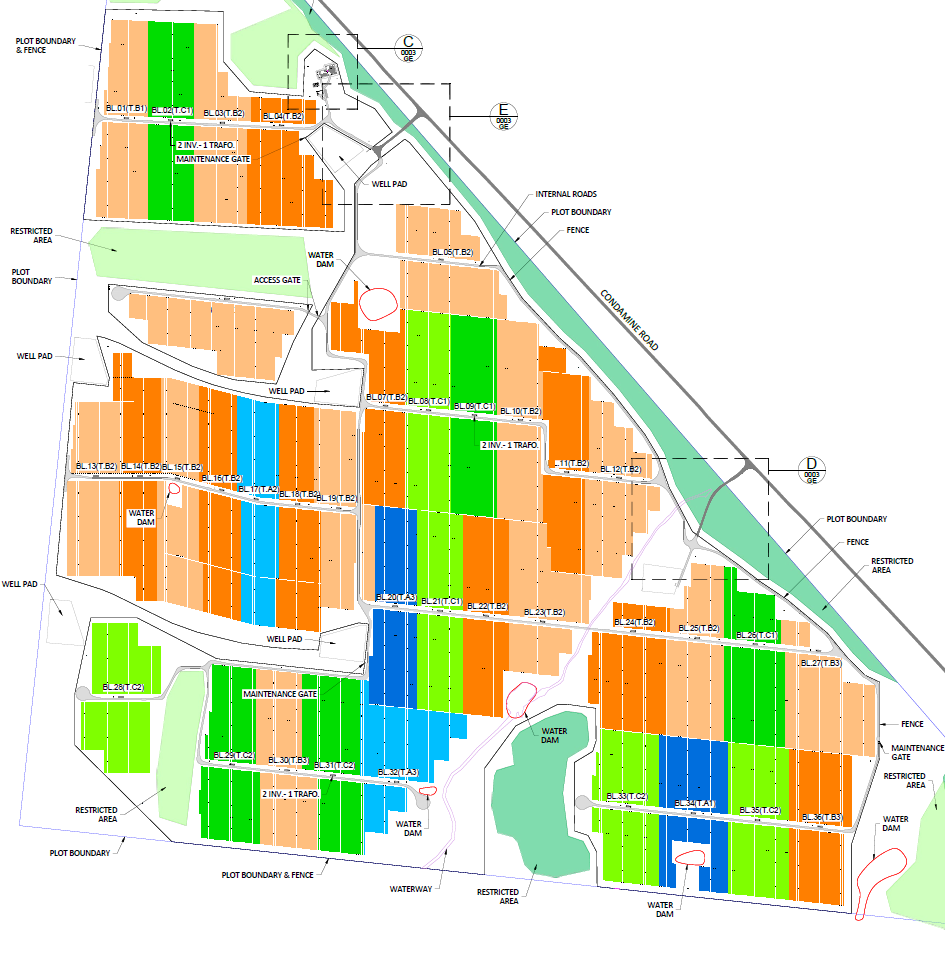 PLOT BOUNDARY
& FENCE
C
0003
GE
E
0003
GE
BL.01(T.B1)
BL.02(T.C1)
BL.03(T.B2)
BL.04(T.B2)
2 INV.- 1 TRAFO.
MAINTENANCE GATE
WELL PAD
INTERNAL ROADS
PLOT BOUNDARY
FENCE
RESTRICTED
AREA
BL.05(T.B2)
WATER
DAM
PLOT
BOUNDARY
ACCESS GATE
CONDAMINE ROAD
WELL PAD
WELL PAD
BL.07(T.B2)
BL.08(T.C1)
BL.09(T.C1)
BL.10(T.B2)
2 INV.- 1 TRAFO.
BL.13(T.B2)
BL.14(T.B2)
BL.15(T.B2)
BL.16(T.B2)
BL.17(T.A2)
BL.18(T.B2)
BL.19(T.B2)
.11(T.B2)
BL.12(T.B2)
D
0003
GE
WATER
DAM
PLOT BOUNDARY
FENCE
RESTRICTED
AREA
WELL PAD
BL.20(T.A3)
BL.21(T.C1)
BL.22(T.B2)
BL.23(T.B2)
BL.24(T.B2)
BL.25(T.B2)
BL.26(T.C1)
BL.27(T.B3)
WELL PAD
BL.28(T.C2)
MAINTENANCE GATE
FENCE
WATER
DAM
MAINTENANCE
GATE
BL.29(T.C2)
BL.30(T.B3)
BL.31(T.C2)
BL.32(T.A3)
RESTRICTED
AREA
2 INV.- 1 TRAFO.
BL.33(T.C2)
BL.34(T.A1)
BL.35(T.C2)
BL.36(T.B3)
RESTRICTED
AREA
WATER
DAM
WATER
DAM
PLOT BOUNDARY
PLOT BOUNDARY & FENCE
WATERWAY
RESTRICTED
AREA
WATER
DAM